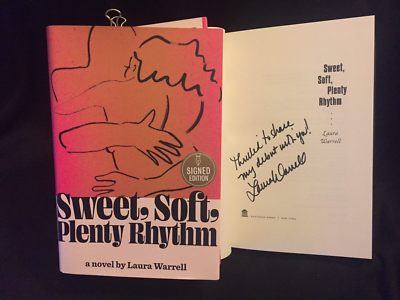 SIGNED
EDITION
Sweet, Soft,
Plenty Rhythm
a novel by Laura Warrell
Sweet,
Soft,
Plenty
Rhythm
Laura
Warrell
Thrilled to share
my debut with you!
Laura Warrell